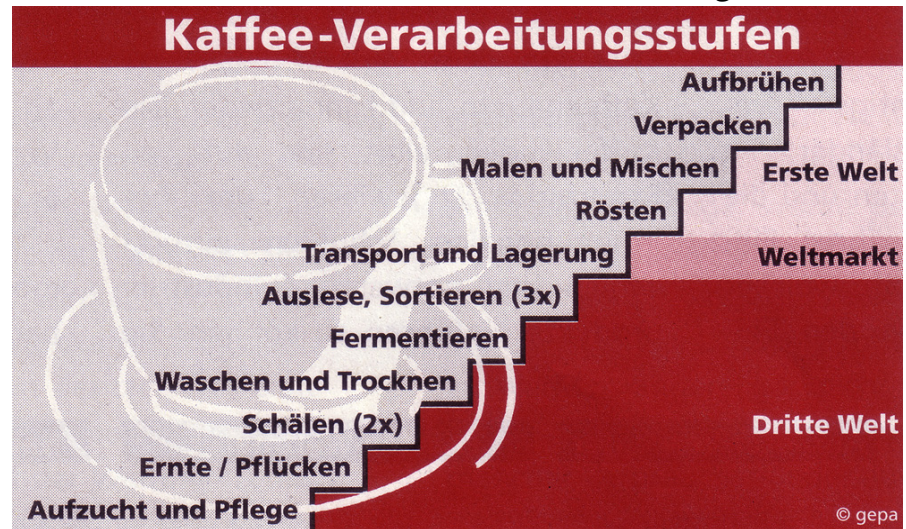 Kaffee-Verarbeitungsstufen
Aufbrühen
Verpacken
Malen und Mischen
Erste Welt
Rösten
Transport und Lagerung
Weltmarkt
Auslese, Sortieren (3x)
Fermentieren
Waschen und Trocknen
Schälen (2x)
Dritte Welt
Ernte / Pflücken
Aufzucht und Pflege
© gepa